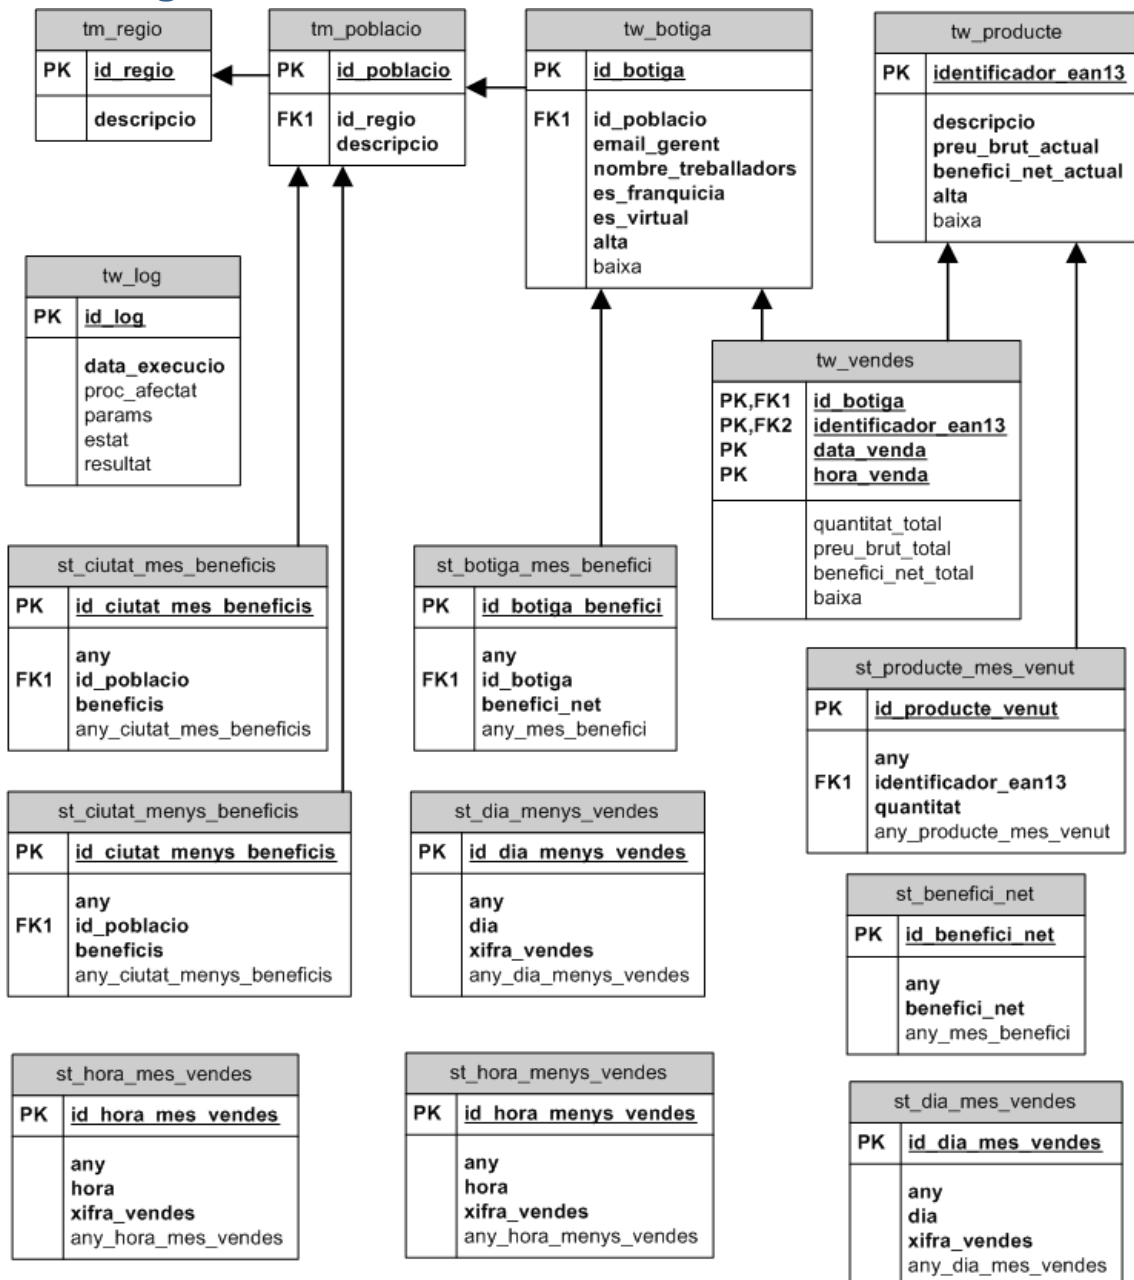 tm_regio
PK id_regio
descripcio
tm_poblacio
PK id_poblacio
FK1 id_regio
descripcio
tw_botiga
PK id_botiga
FK1 id_poblacio
email_gerent
nombre_treballadors
es_franquicia
es_virtual
alta
baixa
tw_producte
PK identificador_ean13
descripcio
preu_brut_actual
benefici_net_actual
alta
baixa
tw_log
PK id_log
data_execucio
proc_afectat
params
estat
resultat
tw_vendes
PK,FK1 id_botiga
PK,FK2 identificador_ean13
PK data_venda
PK hora_venda
quantitat_total
preu_brut_total
benefici_net_total
baixa
st_ciutat_mes_beneficis
PK id_ciutat_mes_beneficis
any
FK1 id_poblacio
beneficis
any_ciutat_mes_beneficis
st_botiga_mes_benefici
PK id_botiga_benefici
any
FK1 id_botiga
benefici_net
any_mes_benefici
st_producte_mes_venut
PK id_producte_venut
any
FK1 identificador_ean13
quantitat
any_producte_mes_venut
st_ciutat_menys_beneficis
PK id_ciutat_menys_beneficis
any
FK1 id_poblacio
beneficis
any_ciutat_menys_beneficis
st_dia_menys_vendes
PK id_dia_menys_vendes
any
dia
xifra_vendes
any_dia_menys_vendes
st_benefici_net
PK id_benefici_net
any
benefici_net
any_mes_benefici
st_hora_mes_vendes
PK id_hora_mes_vendes
any
hora
xifra_vendes
any_hora_mes_vendes
st_hora_menys_vendes
PK id_hora_menys_vendes
any
hora
xifra_vendes
any_hora_menys_vendes
st_dia_mes_vendes
PK id_dia_mes_vendes
any
dia
xifra_vendes
any_dia_mes_vendes